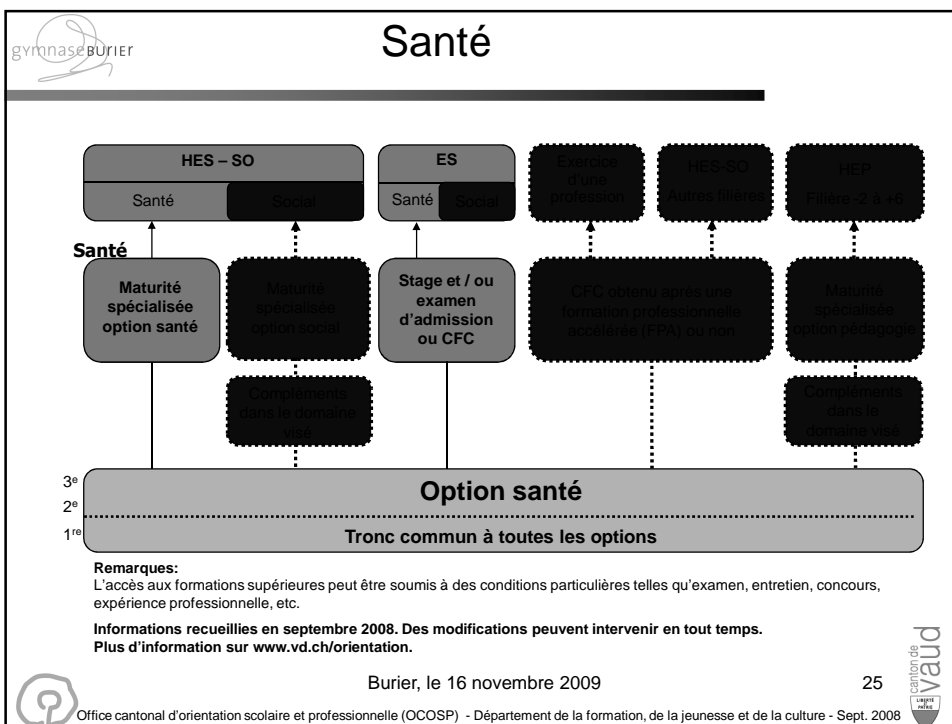 gymnaseBURIER
Santé
HES – SO
Santé
Social
ES
Santé
Social
Exercice
d'une
profession
HES-SO
Autres filières
HEP
Filière -2 à +6
Santé
Maturité
spécialisée
option santé
Maturité
spécialisée
option social
Stage et / ou
examen
d'admission
ou CFC
CFC obtenu après une
formation professionnelle
accélérée (FPA) ou non
Maturité
spécialisée
option pédagogie
Compléments
dans le domaine
visé
Compléments
dans le
domaine visé
3e
2e
1re
Option santé
Tronc commun à toutes les options
Remarques:
L'accès aux formations supérieures peut être soumis à des conditions particulières telles qu'examen, entretien, concours,
expérience professionnelle, etc.
Informations recueillies en septembre 2008. Des modifications peuvent intervenir en tout temps.
Plus d'information sur www.vd.ch/orientation.
Burier, le 16 novembre 2009
25
canton de
vaud
LIBERTÉ
ET
PATRIE
Office cantonal d'orientation scolaire et professionnelle (OCOSP) - Département de la formation, de la jeunesse et de la culture - Sept. 2008